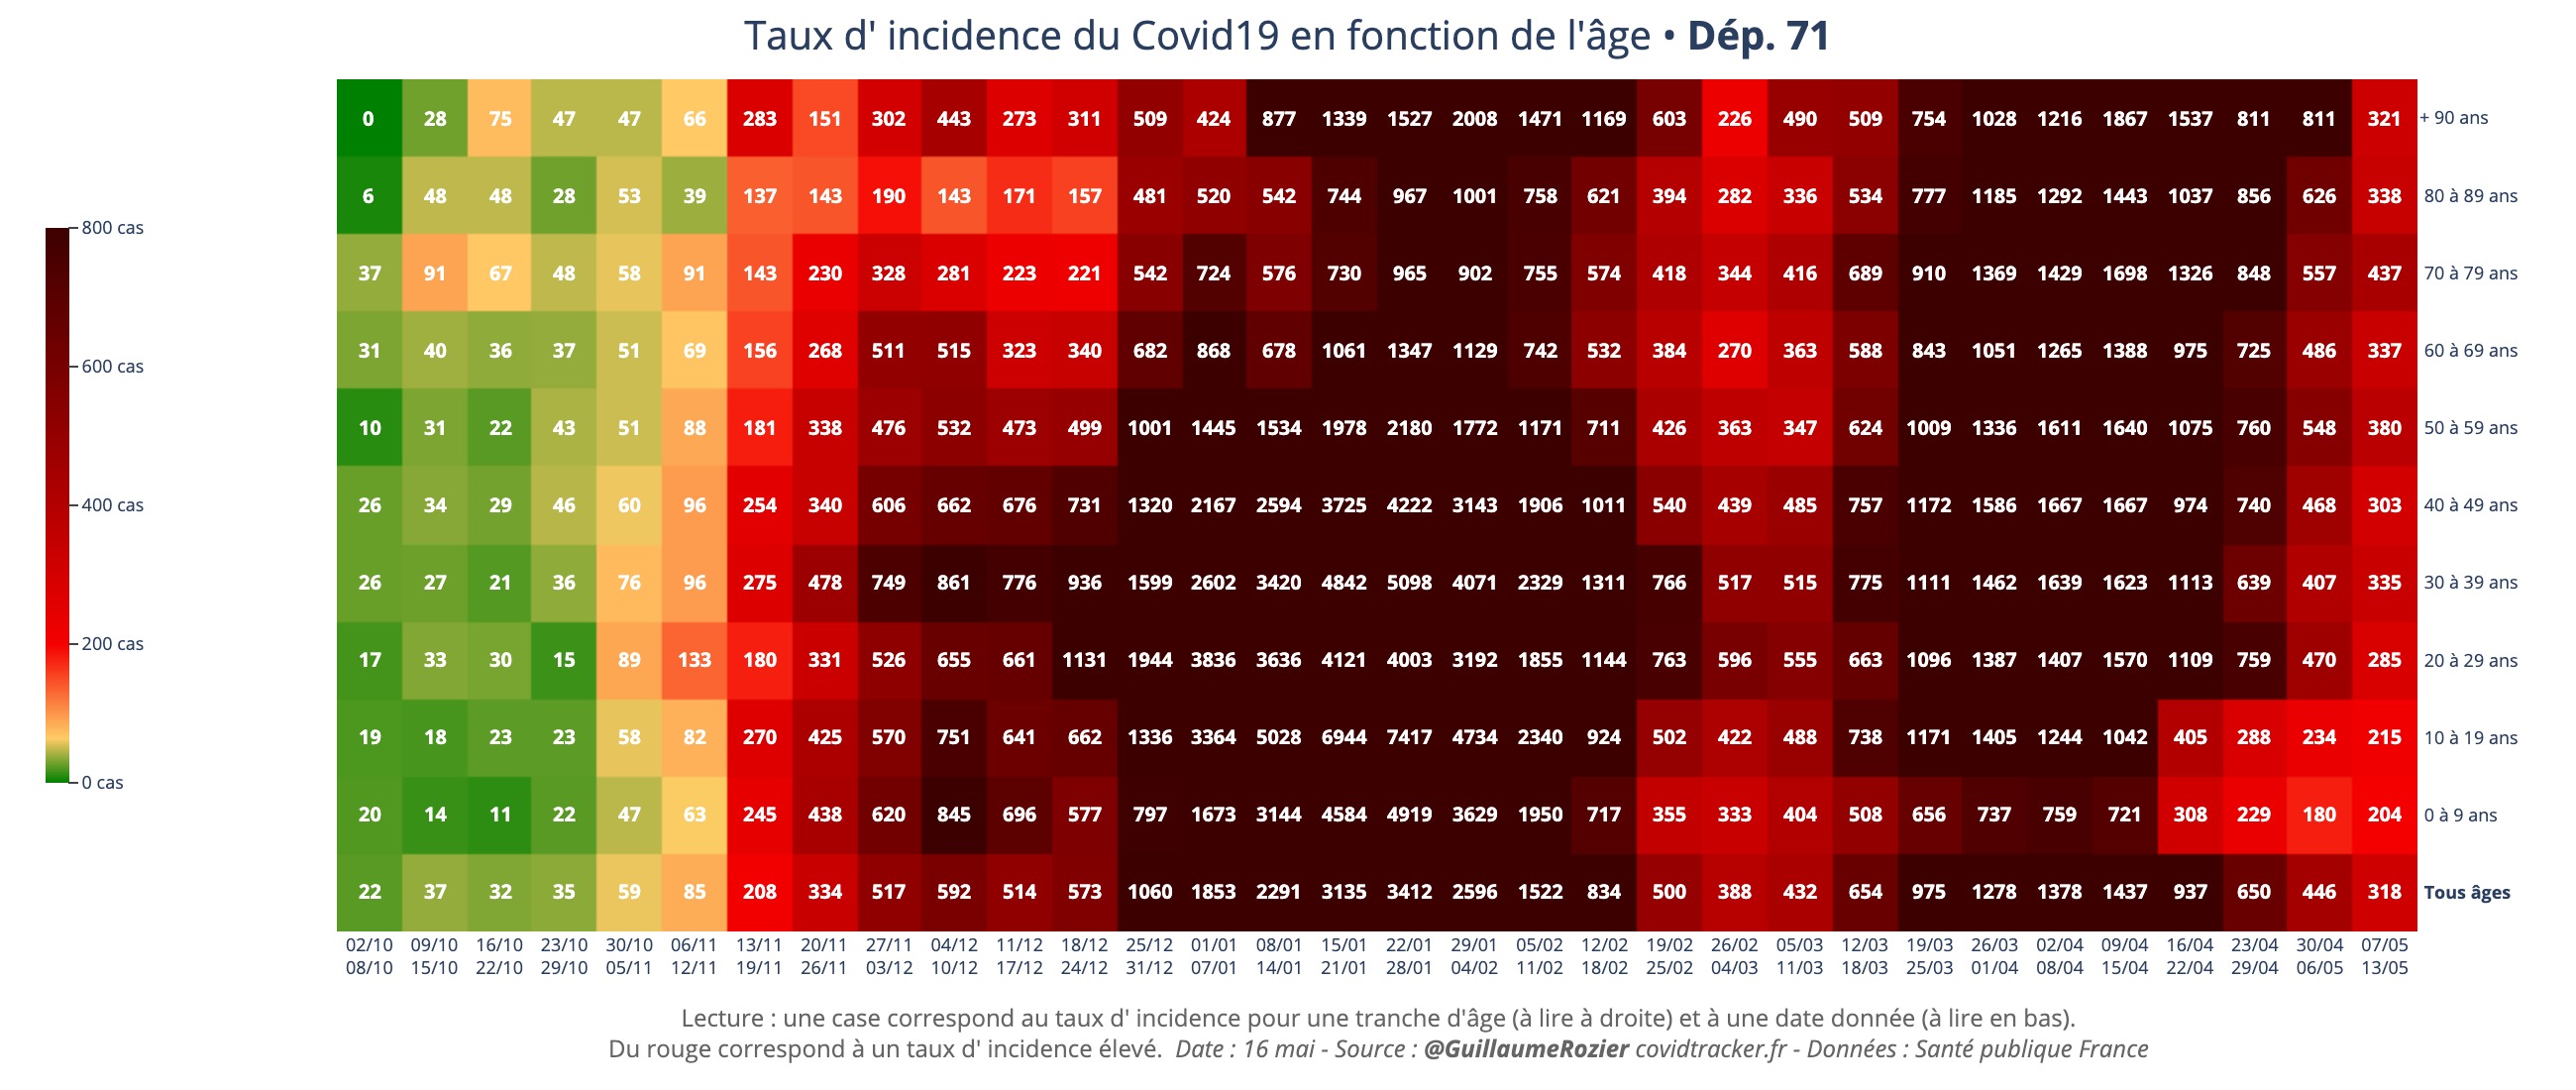 Taux d' incidence du Covid19 en fonction de l'âge • Dép. 71
0 28 75 47 47 66 283 151 302 443 273 311 509 424 877 1339 1527 2008 1471 1169 603 226 490 509 754 1028 1216 1867 1537 811 811 321 + 90 ans
6 48 48 28 53 39 137 143 190 143 171 157 481 520 542 744 967 1001 758 621 394 282 336 534 777 1185 1292 1443 1037 856 626 338 80 à 89 ans
800 cas
37 91 67 48 58 91 143 230 328 281 223 221 542 724 576 730 965 902 755 574 418 344 416 689 910 1369 1429 1698 1326 848 557 437 70 à 79 ans
31 40 36 37 51 69 156 268 511 515 323 340 682 868 678 1061 1347 1129 742 532 384 270 363 588 843 1051 1265 1388 975 725 486 337 60 à 69 ans
600 cas
10 31 22 43 51 88 181 338 476 532 473 499 1001 1445 1534 1978 2180 1772 1171 711 426 363 347 624 1009 1336 1611 1640 1075 760 548 380 50 à 59 ans
400 cas
26 34 29 46 60 96 254 340 606 662 676 731 1320 2167 2594 3725 4222 3143 1906 1011 540 439 485 757 1172 1586 1667 1667 974 740 468 303 40 à 49 ans
26 27 21 36 76 96 275 478 749 861 776 936 1599 2602 3420 4842 5098 4071 2329 1311 766 517 515 775 1111 1462 1639 1623 1113 639 407 335 30 à 39 ans
200 cas
17 33 30 15 89 133 180 331 526 655 661 1131 1944 3836 3636 4121 4003 3192 1855 1144 763 596 555 663 1096 1387 1407 1570 1109 759 470 285 20 à 29 ans
19 18 23 23 58 82 270 425 570 751 641 662 1336 3364 5028 6944 7417 4734 2340 924 502 422 488 738 1171 1405 1244 1042 405 288 234 215 10 à 19 ans
0 cas
20 14 11 22 47 63 245 438 620 845 696 577 797 1673 3144 4584 4919 3629 1950 717 355 333 404 508 656 737 759 721 308 229 180 204 0 à 9 ans
22 37 32 35 59 85 208 334 517 592 514 573 1060 1853 2291 3135 3412 2596 1522 834 500 388 432 654 975 1278 1378 1437 937 650 446 318 Tous âges
02/10 09/10 16/10 23/10 30/10 06/11 13/11 20/11 27/11 04/12 11/12 18/12 25/12 01/01 08/01 15/01 22/01 29/01 05/02 12/02 19/02 26/02 05/03 12/03 19/03 26/03 02/04 09/04 16/04 23/04 30/04 07/05
08/10 15/10 22/10 29/10 05/11 12/11 19/11 26/11 03/12 10/12 17/12 24/12 31/12 07/01 14/01 21/01 28/01 04/02 11/02 18/02 25/02 04/03 11/03 18/03 25/03 01/04 08/04 15/04 22/04 29/04 06/05 13/05
Lecture : une case correspond au taux d' incidence pour une tranche d'âge (à lire à droite) et à une date donnée (à lire en bas).
Du rouge correspond à un taux d' incidence élevé. Date : 16 mai - Source : @GuillaumeRozier covidtracker.fr - Données : Santé publique France